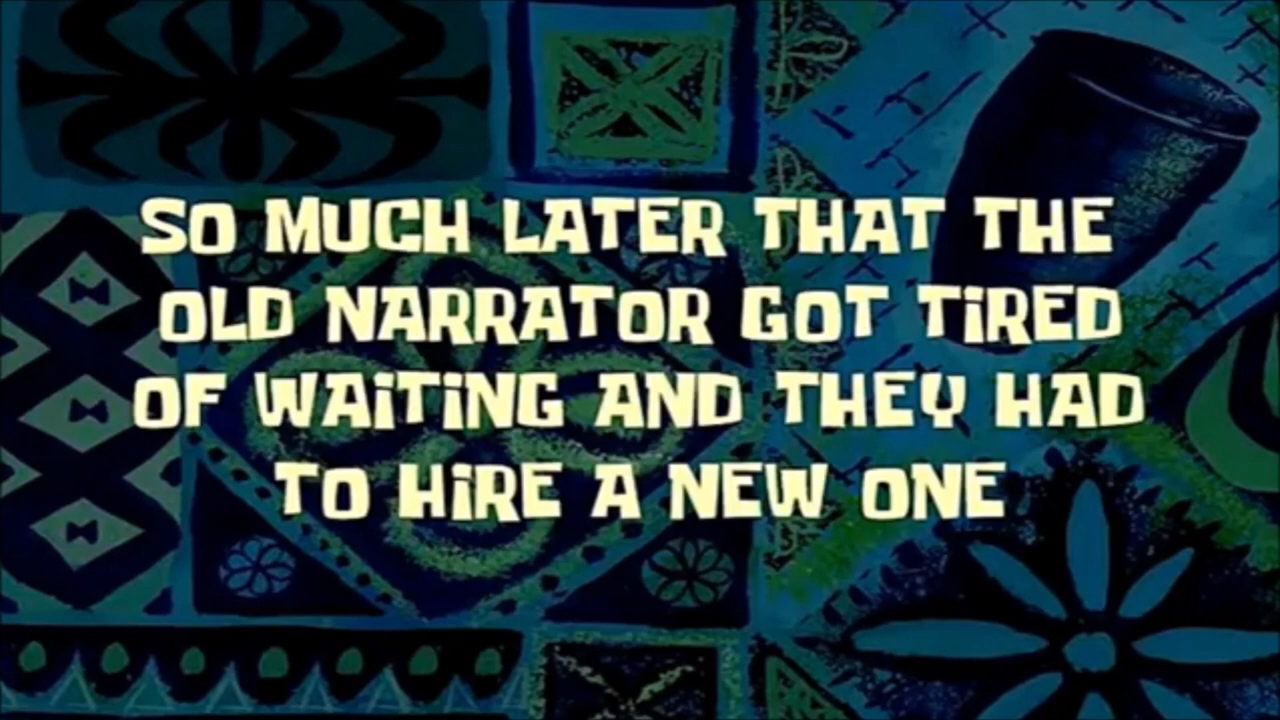 SO MUCH LATER THAT THE
OLD NARRATOR GOT TiRED
OF WAiTiNG AND THEY HAD
TO HiRE A NEW ONE